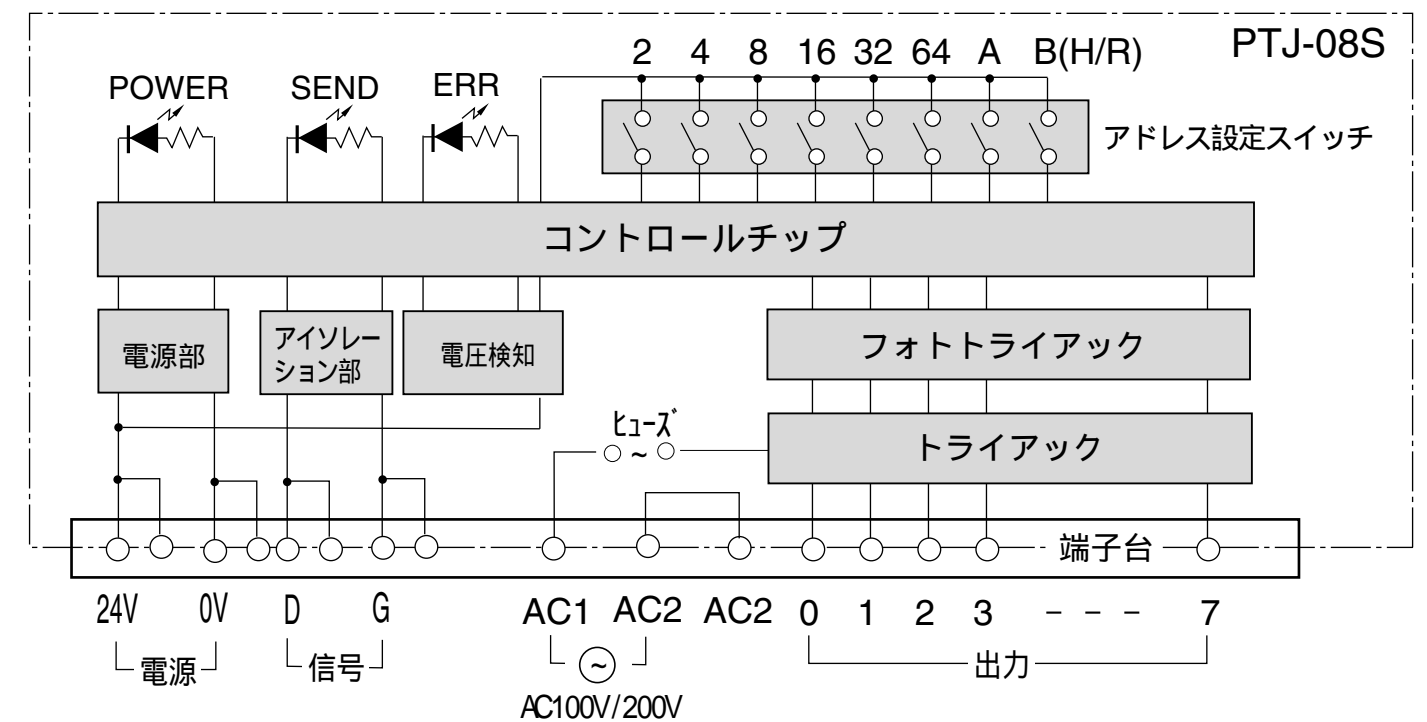 PTJ-08S
2 4 8 16 32 64 A B(H/R)
POWER SEND ERR
アドレス設定スイッチ
コントロールチップ
電源部
アイソレー
ション部
電圧検知
フォトトライアック
ﾋｭｰｽﾞ
~
トライアック
端子台
24V 0V D G AC1 AC2 AC2 0 1 2 3 - - - 7
電源 信号 ~ 出力
AC100V/200V